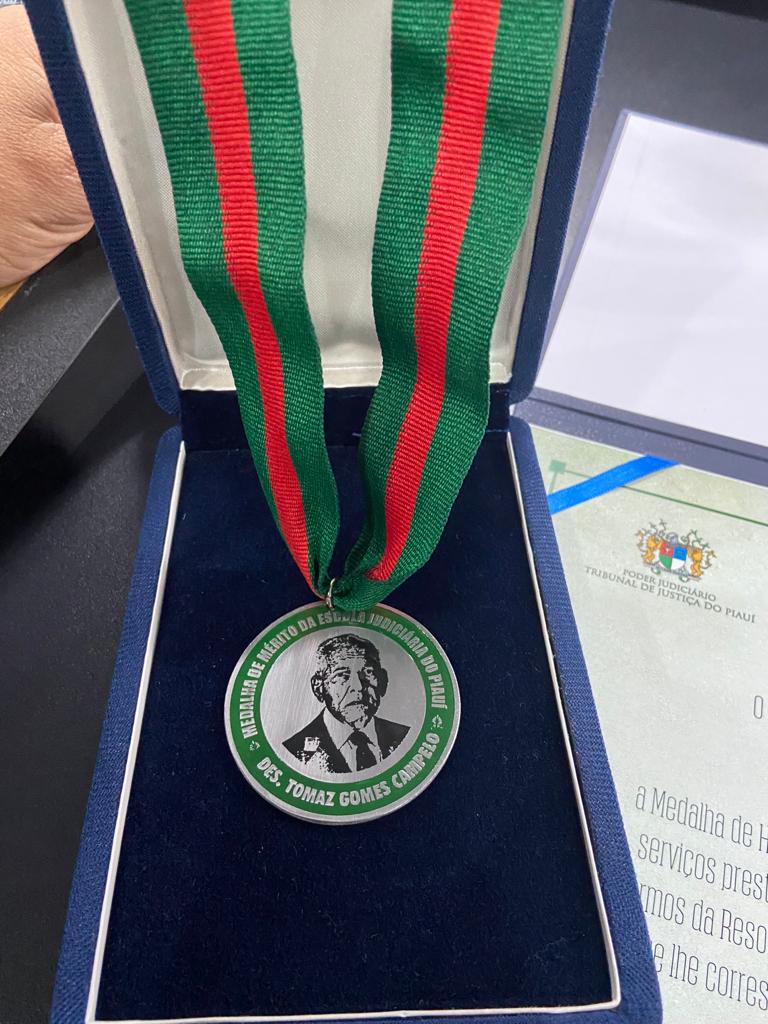 MEDALHA DE MÉRITO DA ESCOLA JUDICIÁRIA DO PIAUÍ
DES. TOMAZ GOMES CAMPELO
PODER JUDICIÁRIO
TRIBUNAL DE JUSTIÇA DO PIAUÍ
O
a Medalha de H
serviços prest
rmos da Reso
e lhe corres